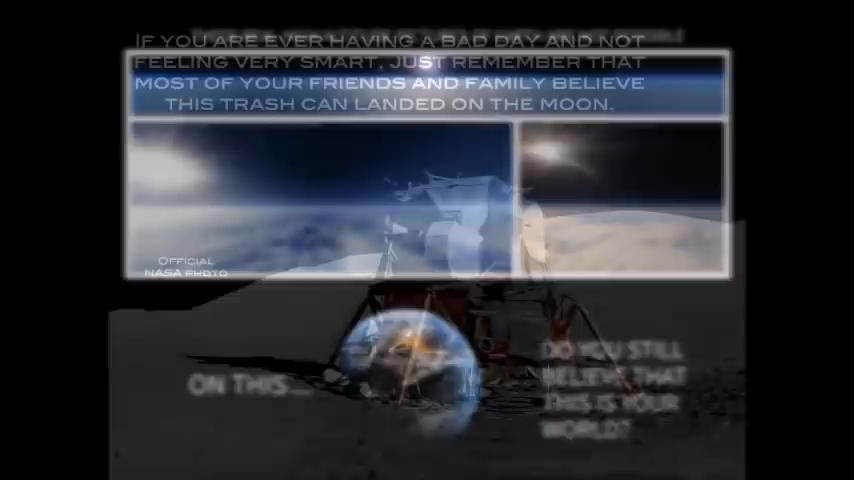 IF YOU ARE EVER HAVING A BAD DAY AND NOT
FEELING VERY SMART, JUST REMEMBER THAT
MOST OF YOUR FRIENDS AND FAMILY BELIEVE
THIS TRASH CAN LANDED ON THE MOON.
OFFICIAL
NASA PHOTO
ON THIS...
DO YOU STILL
BELIEVE THAT
THIS IS YOUR
WORLD?